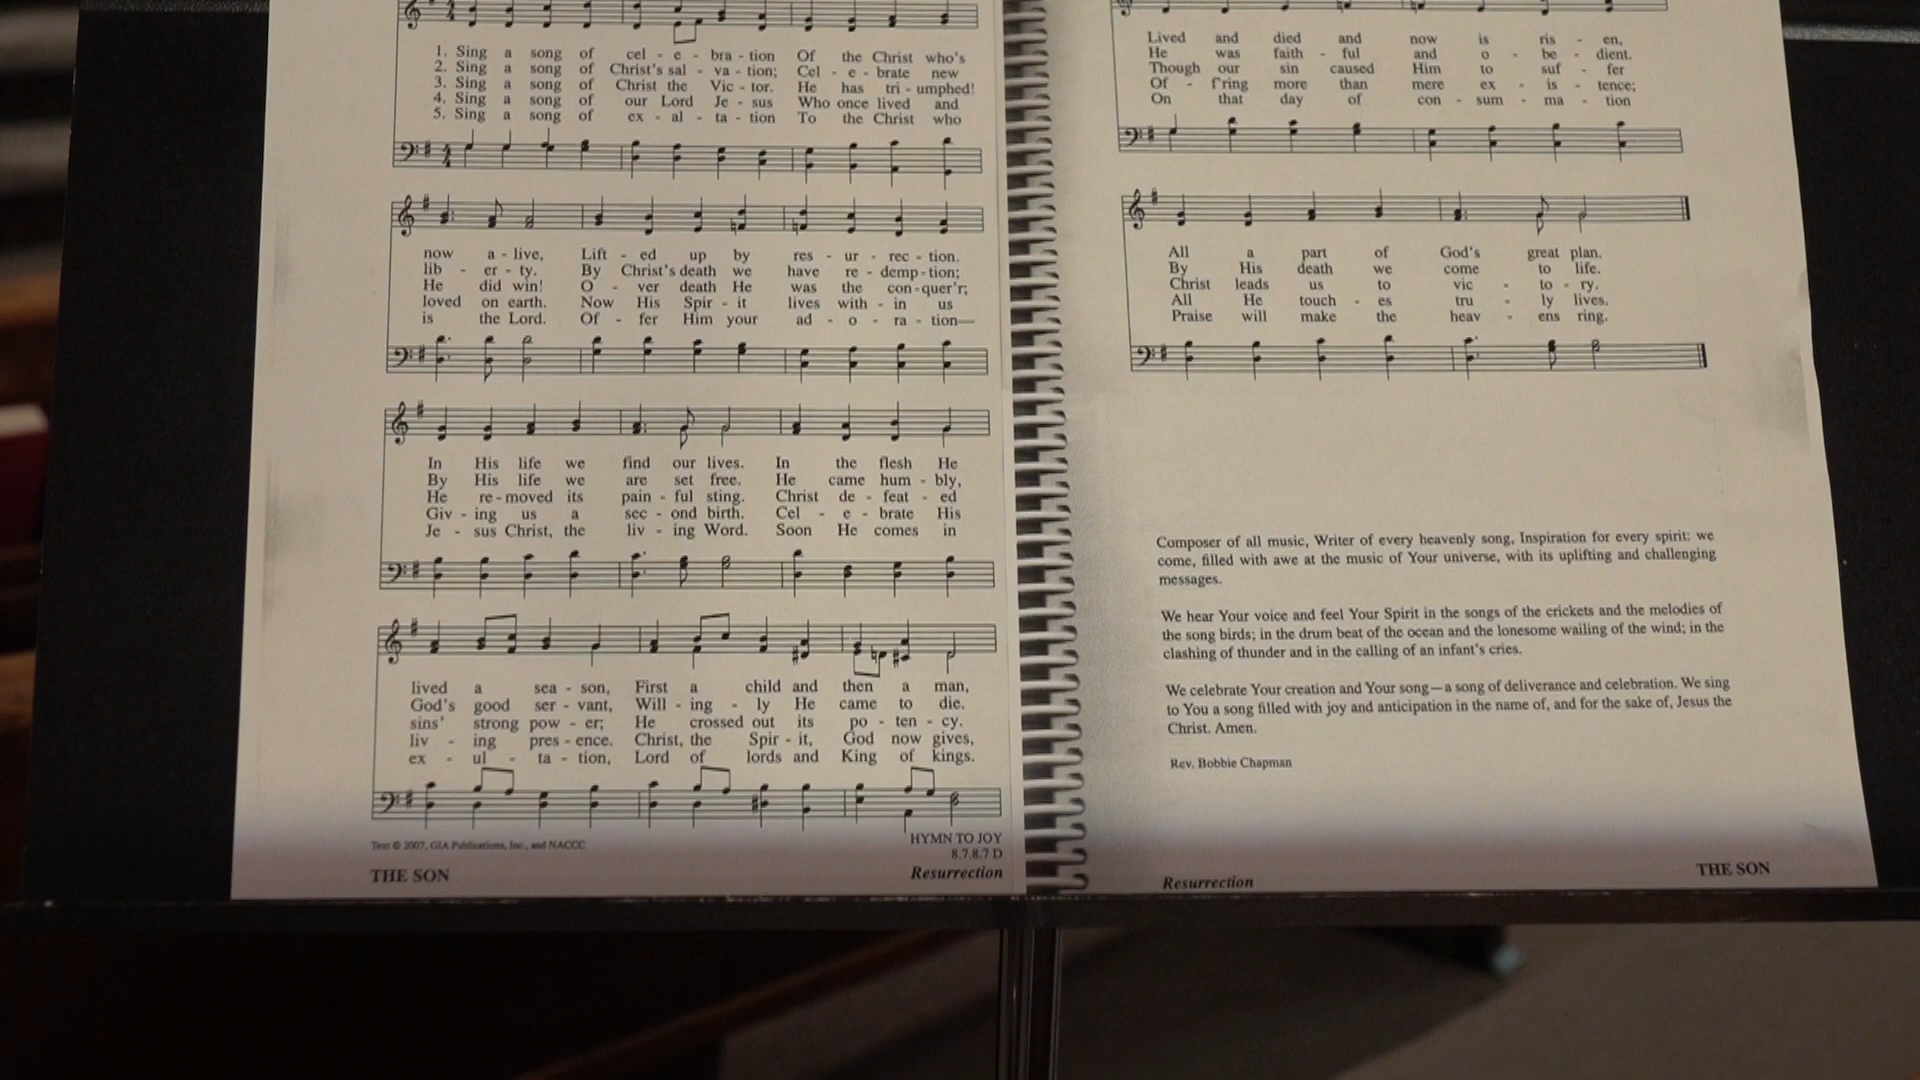 1. Sing a song of cel - e - bra - tion Of the Christ who's
2. Sing a song of Christ's sal - va - tion; Cel - e - brate new
3. Sing a song of Christ the Vic - tor. He has tri - umphed!
4. Sing a song of our Lord Je - sus Who once lived and
5. Sing a song of ex - al - ta - tion To the Christ who
now a - live, Lift - ed up by res - ur - rec - tion.
lib - er - ty. By Christ's death we have re - demp - tion;
He did win! O - ver death He was the con - quer'r;
loved on earth. Now His Spir - it lives with - in us
is the Lord. Of - fer Him your ad - o - ra - tion—
In His life we find our lives. In the flesh He
By His life we are set free. He came hum - bly,
He re - moved its pain - ful sting. Christ de - feat - ed
Giv - ing us a sec - ond birth. Cel - e - brate His
Je - sus Christ, the liv - ing Word. Soon He comes in
lived a sea - son, First a child and then a man,
God's good ser - vant, Will - ing - ly He came to die.
sins' strong pow - er; He crossed out its po - ten - cy.
liv - ing pres - ence. Christ, the Spir - it, God now gives,
ex - ul - ta - tion, Lord of lords and King of kings.
Text © 2007, GIA Publications, Inc., and NACCC
HYMN TO JOY
8.7.8.7 D
THE SON
Resurrection
Lived and died and now is ris - en,
He was faith - ful and o - be - dient.
Though our sin caused Him to suf - fer
Of - f'ring more than mere ex - is - tence;
On that day of con - sum - ma - tion
All a part of God's great plan.
By His death we come to life.
Christ leads us to vic - to - ry.
All He touch - es tru - ly lives.
Praise will make the heav - ens ring.
Composer of all music, Writer of every heavenly song, Inspiration for every spirit: we
come, filled with awe at the music of Your universe, with its uplifting and challenging
messages.
We hear Your voice and feel Your Spirit in the songs of the crickets and the melodies of
the song birds; in the drum beat of the ocean and the lonesome wailing of the wind; in the
clashing of thunder and in the calling of an infant's cries.
We celebrate Your creation and Your song—a song of deliverance and celebration. We sing
to You a song filled with joy and anticipation in the name of, and for the sake of, Jesus the
Christ. Amen.
Rev. Bobbie Chapman
Resurrection
THE SON